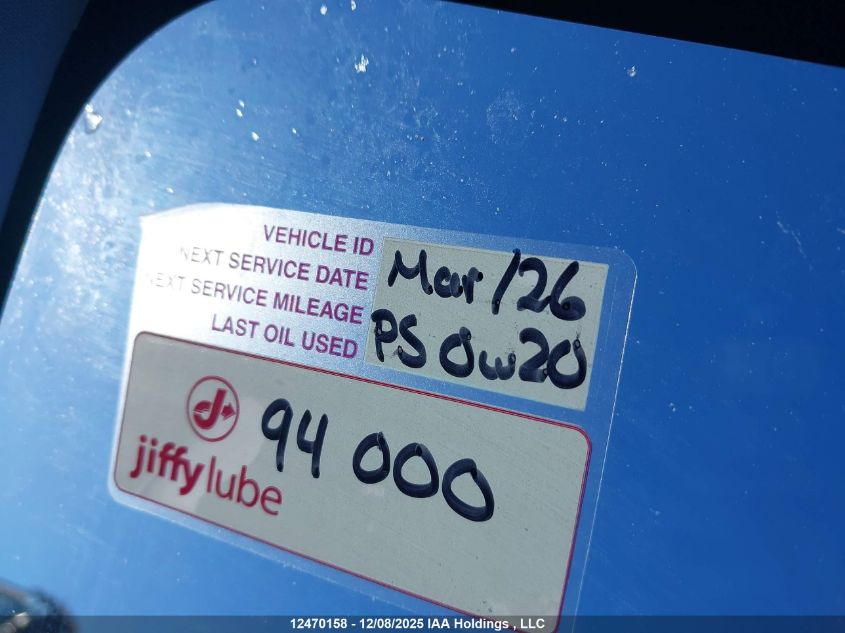 VEHICLE ID
NEXT SERVICE DATE
NEXT SERVICE MILEAGE
LAST OIL USED
Mar/26
PS 0w20
94 000
jiffy lube
12470158 - 12/08/2025 IAA Holdings , LLC